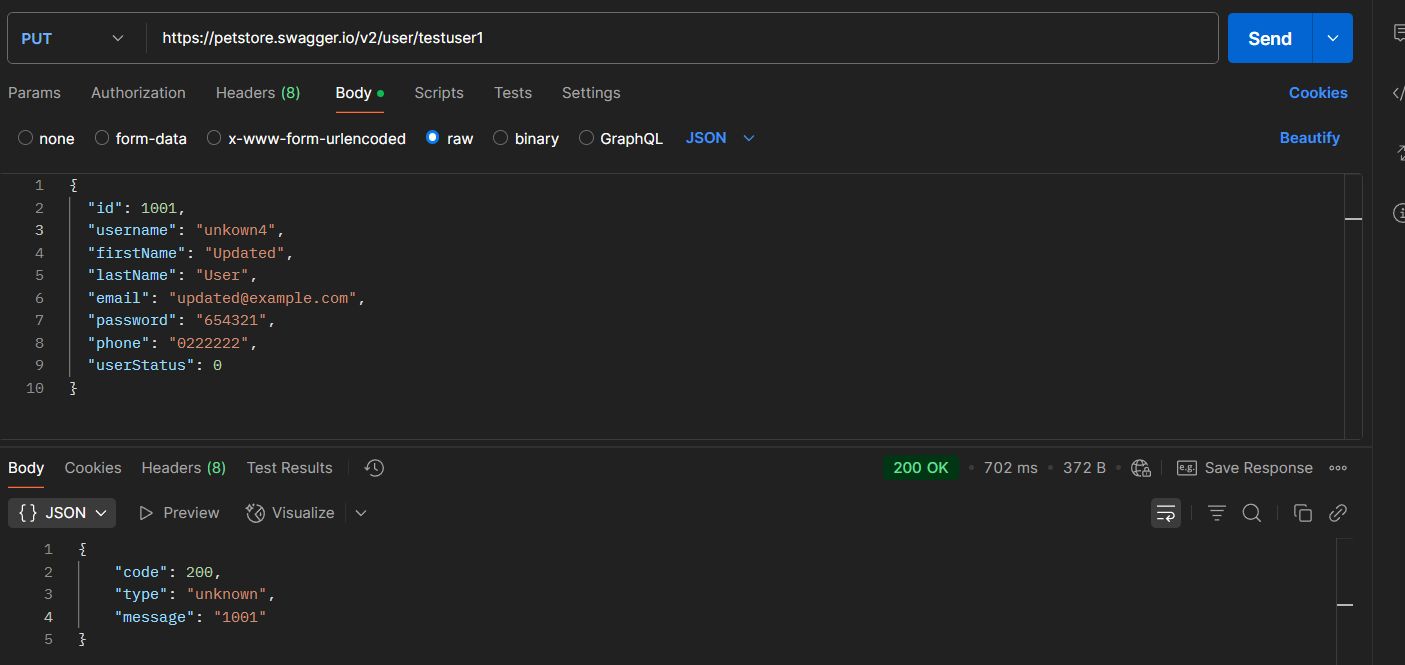 PUT https://petstore.swagger.io/v2/user/testuser1 Send
Params Authorization Headers (8) Body Scripts Tests Settings Cookies
none form-data x-www-form-urlencoded raw binary GraphQL JSON Beautify
1 {
2 "id": 1001,
3 "username": "unkown4",
4 "firstName": "Updated",
5 "lastName": "User",
6 "email": "updated@example.com",
7 "password": "654321",
8 "phone": "0222222",
9 "userStatus": 0
10 }
Body Cookies Headers (8) Test Results 200 OK • 702 ms • 372 B • e.g. Save Response
{} JSON Preview Visualize
1 {
2 "code": 200,
3 "type": "unknown",
4 "message": "1001"
5 }